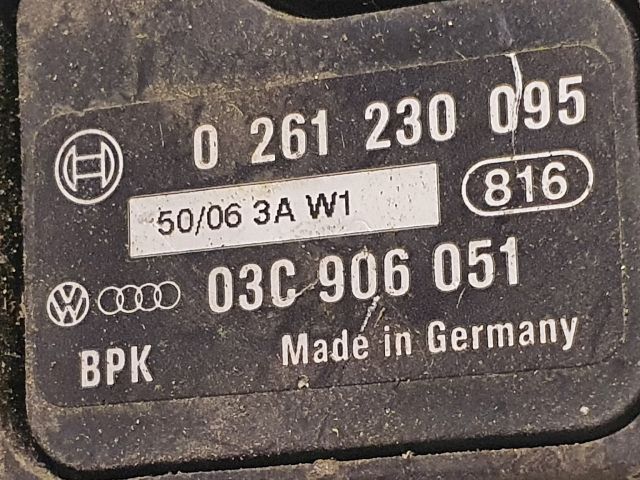 0 261 230 095
50/06 3A W1
816
03C 906 051
BPK
Made in Germany